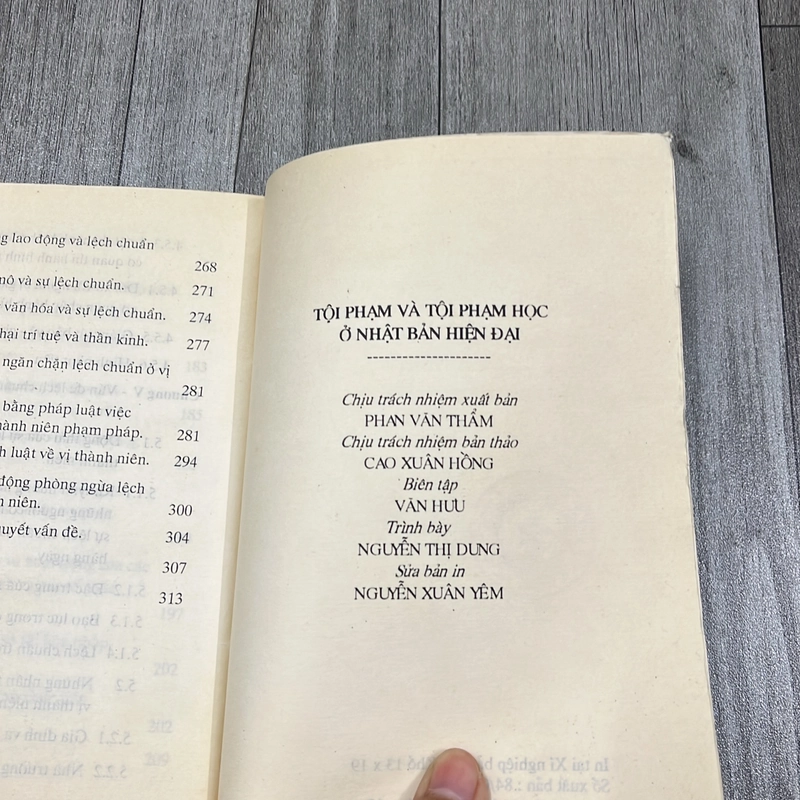 g lao động và lệch chuẩn
268
nô và sự lệch chuẩn. 271
văn hóa và sự lệch chuẩn. 274
hại trí tuệ và thần kinh. 277
ngăn chặn lệch chuẩn ở vị
. 281
bằng pháp luật việc
hành niên phạm pháp. 281
h luật về vị thành niên. 294
động phòng ngừa lệch
n niên. 300
uyết vấn đề. 304
307
313
TỘI PHẠM VÀ TỘI PHẠM HỌC
Ở NHẬT BẢN HIỆN ĐẠI
---------------------
Chịu trách nhiệm xuất bản
PHAN VĂN THẨM
Chịu trách nhiệm bản thảo
CAO XUÂN HỒNG
Biên tập
VĂN HƯU
Trình bày
NGUYỄN THỊ DUNG
Sửa bản in
NGUYỄN XUÂN YÊM